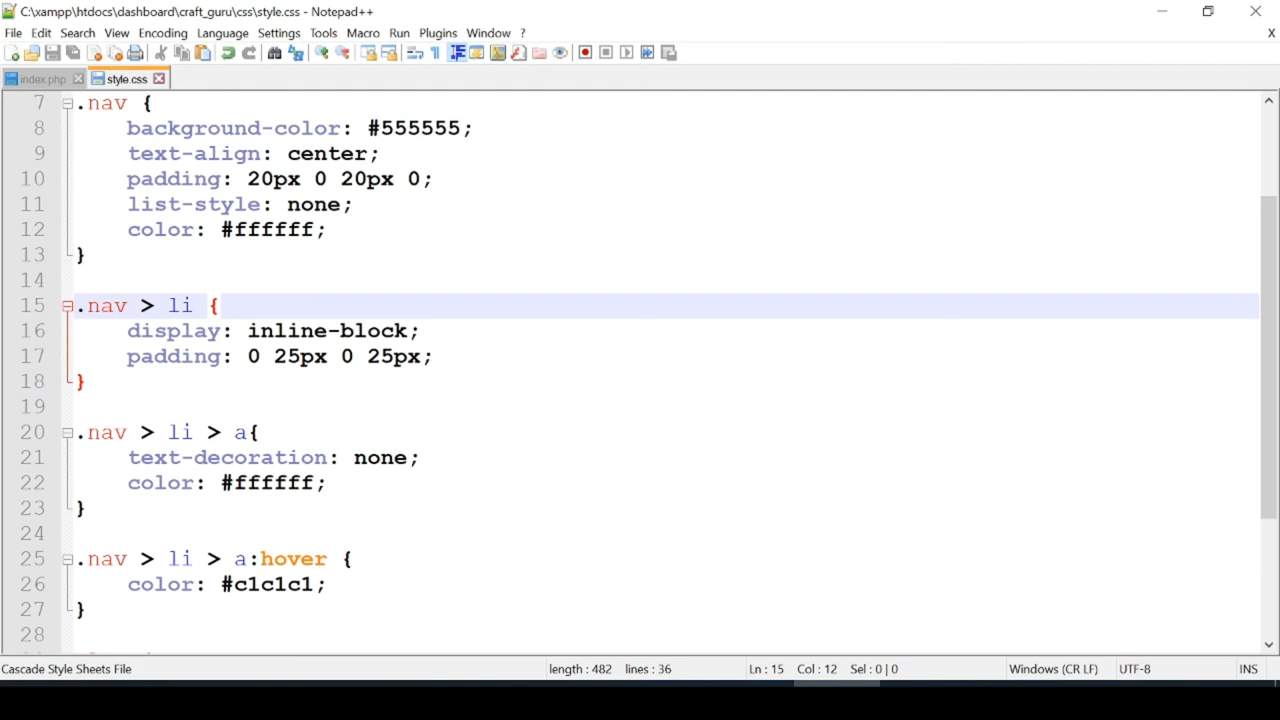 C:\xampp\htdocs\dashboard\craft_guru\css\style.css - Notepad++
File Edit Search View Encoding Language Settings Tools Macro Run Plugins Window ? X
index.php style.css
7 .nav {
8 background-color: #555555;
9 text-align: center;
10 padding: 20px 0 20px 0;
11 list-style: none;
12 color: #ffffff;
13 }
14
15 .nav > li {
16 display: inline-block;
17 padding: 0 25px 0 25px;
18 }
19
20 .nav > li > a{
21 text-decoration: none;
22 color: #ffffff;
23 }
24
25 .nav > li > a:hover {
26 color: #c1c1c1;
27 }
28
Cascade Style Sheets File length : 482 lines : 36 Ln : 15 Col : 12 Sel : 0 | 0 Windows (CR LF) UTF-8 INS